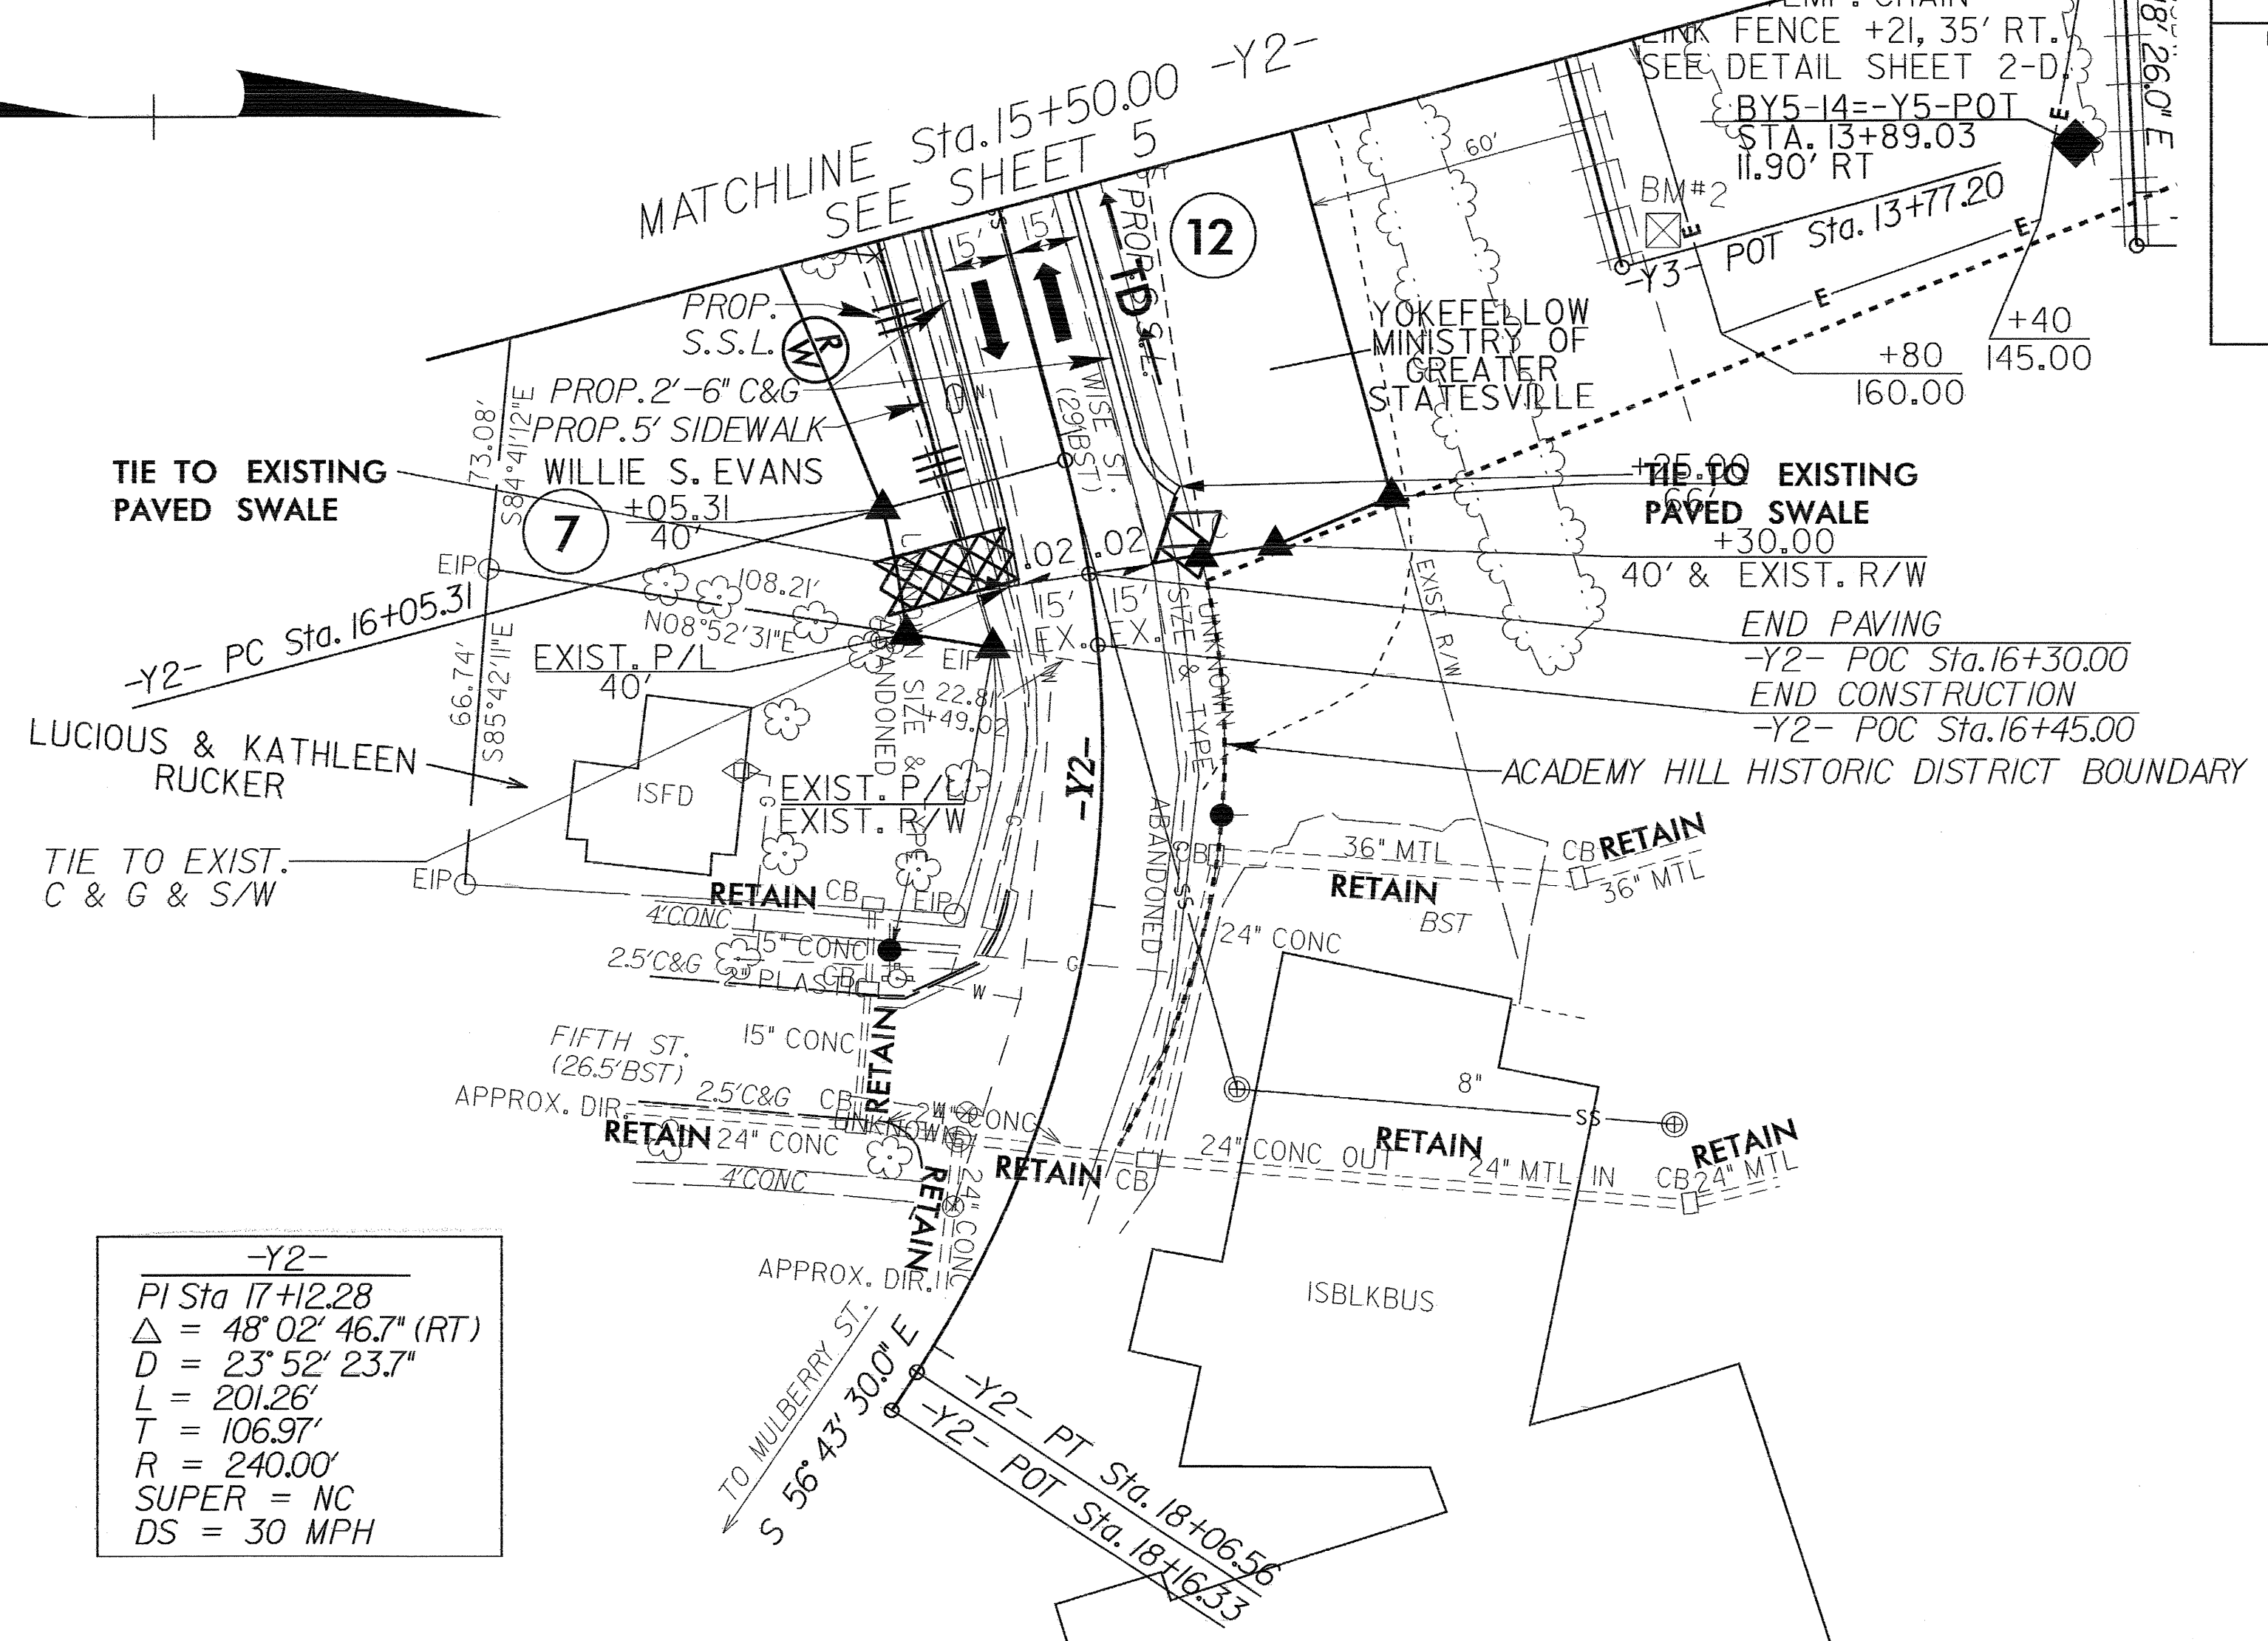 MATCHLINE Sta.15+50.00 -Y2-
SEE SHEET 5
FENCE +21, 35' RT.
SEE DETAIL SHEET 2-D.
BY5-14=-Y5-POT
STA. 13+89.03
11.90' RT
8' 26.0" E
60'
BM#2
-Y3- POT Sta. 13+77.20
E
E
E
E
E
+40
145.00
+80
160.00
12
15'
15'
TD
YOKEFELLOW
MINISTRY OF
GREATER
STATESVILLE
PROP.
S.S.L.
R
W
PROP. 2'-6" C&G
PROP. 5' SIDEWALK
WISE ST.
(29'BST)
WILLIE S. EVANS
7
+05.31
40'
73.08'
S84°41'12"E
TIE TO EXISTING
PAVED SWALE
+25.00
66'
TIE TO EXISTING
PAVED SWALE
+30.00
40' & EXIST. R/W
EIP
108.21'
N08°52'31"E
.02
.02
15'
15'
EX.
EX.
EXIST R/W
END PAVING
-Y2- POC Sta.16+30.00
END CONSTRUCTION
-Y2- POC Sta.16+45.00
-Y2- PC Sta. 16+05.31
EXIST. P/L
40'
EIP
22.81'
+49.02
66.74'
S85°42'11"E
SIZE & TYPE
ABANDONED
UNKNOWN
SIZE & TYPE
ABANDONED
LUCIOUS & KATHLEEN
RUCKER
ISFD
G
EXIST. P/L
EXIST. R/W
-Y2-
ACADEMY HILL HISTORIC DISTRICT BOUNDARY
TIE TO EXIST.
C & G & S/W
EIP
RETAIN
CB
EIP
4'CONC
15" CONC
2.5'C&G
CB
2" PLASTIC
G
W
CB
36" MTL
RETAIN
BST
CB
RETAIN
36" MTL
24" CONC
SS
FIFTH ST.
(26.5'BST)
15" CONC
RETAIN
APPROX. DIR.
2.5'C&G
CB
W
24" CONC
UNKNOWN
RETAIN
24" CONC
4'CONC
RETAIN
24" CONC
RETAIN
CB
24" CONC OUT
RETAIN
24" MTL IN
8"
SS
CB
RETAIN
24" MTL
APPROX. DIR.
ISBLKBUS
TO MULBERRY ST.
S 56° 43' 30.0" E
-Y2- PT Sta. 18+06.56
-Y2- POT Sta. 18+16.33
-Y2-
PI Sta 17+12.28
△ = 48° 02' 46.7" (RT)
D = 23° 52' 23.7"
L = 201.26'
T = 106.97'
R = 240.00'
SUPER = NC
DS = 30 MPH